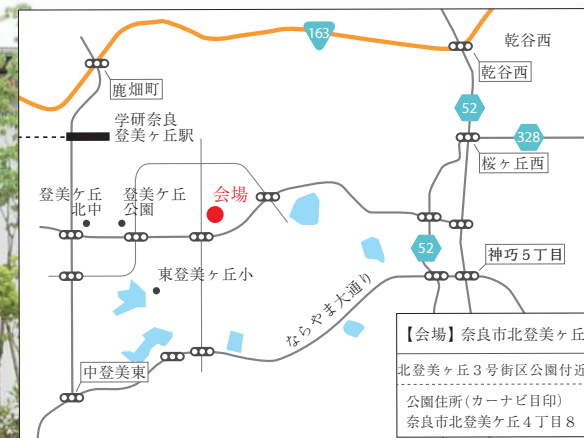 163
乾谷西
乾谷西
鹿畑町
52
学研奈良
登美ヶ丘駅
328
桜ヶ丘西
登美ケ丘
北中
登美ケ丘
公園
会場
52
神巧5丁目
東登美ヶ丘小
ならやま大通り
中登美東
【会場】奈良市北登美ヶ丘
北登美ヶ丘3号街区公園付近
公園住所(カーナビ目印)
奈良市北登美ケ丘4丁目8